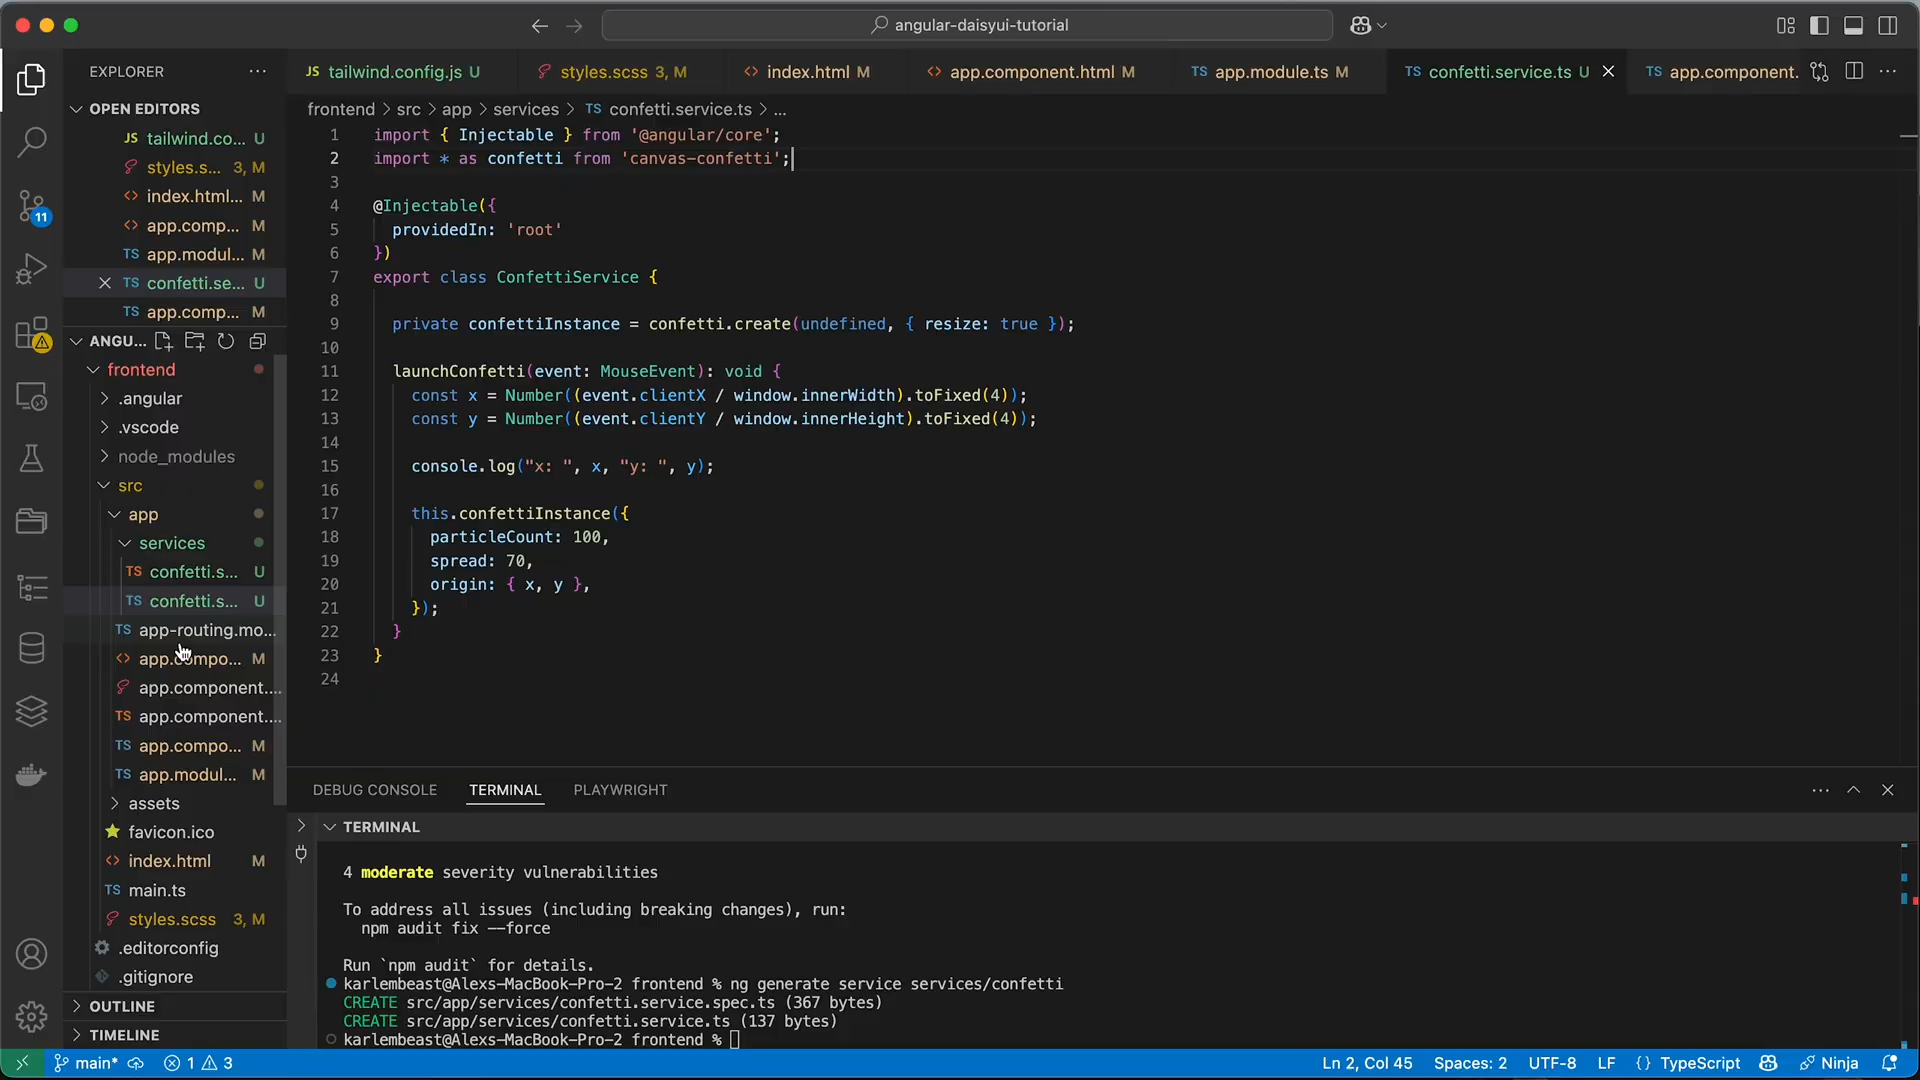 angular-daisyui-tutorial
EXPLORER
JS tailwind.config.js U
styles.scss 3, M
index.html M
app.component.html M
TS app.module.ts M
TS confetti.service.ts U
TS app.component.
OPEN EDITORS
JS tailwind.co... U
styles.s... 3, M
index.html... M
app.comp... M
TS app.modul... M
TS confetti.se... U
TS app.comp... M
ANGU...
frontend
.angular
.vscode
node_modules
src
app
services
TS confetti.s... U
TS confetti.s... U
TS app-routing.mo...
app.compo... M
app.component....
TS app.component....
TS app.compo... M
TS app.modul... M
assets
favicon.ico
index.html M
TS main.ts
styles.scss 3, M
.editorconfig
.gitignore
OUTLINE
TIMELINE
11
frontend > src > app > services > TS confetti.service.ts > ...
1 import { Injectable } from '@angular/core';
2 import * as confetti from 'canvas-confetti';
3
4 @Injectable({
5 providedIn: 'root'
6 })
7 export class ConfettiService {
8
9 private confettiInstance = confetti.create(undefined, { resize: true });
10
11 launchConfetti(event: MouseEvent): void {
12 const x = Number((event.clientX / window.innerWidth).toFixed(4));
13 const y = Number((event.clientY / window.innerHeight).toFixed(4));
14
15 console.log("x: ", x, "y: ", y);
16
17 this.confettiInstance({
18 particleCount: 100,
19 spread: 70,
20 origin: { x, y },
21 });
22 }
23 }
24
DEBUG CONSOLE TERMINAL PLAYWRIGHT
TERMINAL
4 moderate severity vulnerabilities
To address all issues (including breaking changes), run:
npm audit fix --force
Run `npm audit` for details.
karlembeast@Alexs-MacBook-Pro-2 frontend % ng generate service services/confetti
CREATE src/app/services/confetti.service.spec.ts (367 bytes)
CREATE src/app/services/confetti.service.ts (137 bytes)
karlembeast@Alexs-MacBook-Pro-2 frontend %
main* 1 3
Ln 2, Col 45 Spaces: 2 UTF-8 LF {} TypeScript Ninja